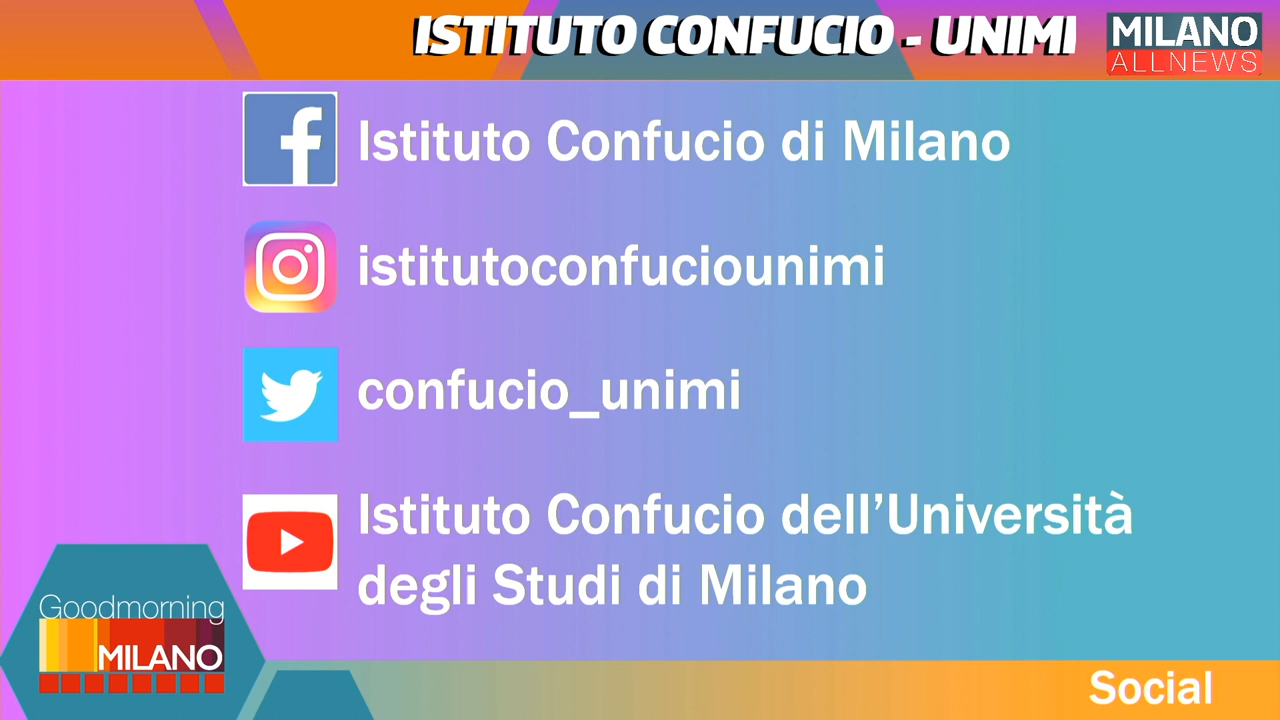 ISTITUTO CONFUCIO - UNIMI
MILANO
ALLNEWS
Istituto Confucio di Milano
istitutoconfuciounimi
confucio_unimi
Istituto Confucio dell’Università
degli Studi di Milano
Goodmorning
MILANO
Social